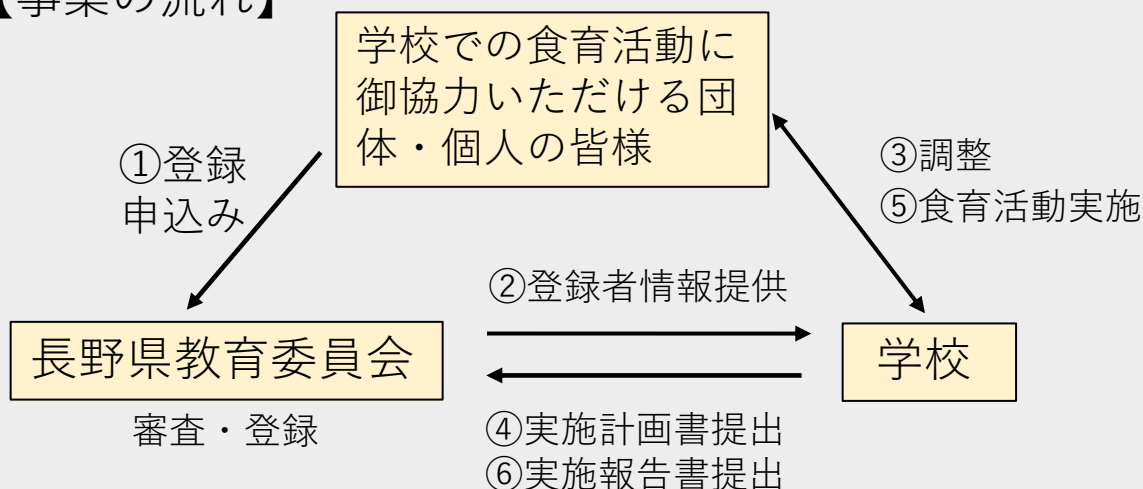 【事業の流れ】
学校での食育活動に
御協力いただける団
体・個人の皆様
①登録
申込み
③調整
⑤食育活動実施
②登録者情報提供
長野県教育委員会
学校
審査・登録
④実施計画書提出
⑥実施報告書提出